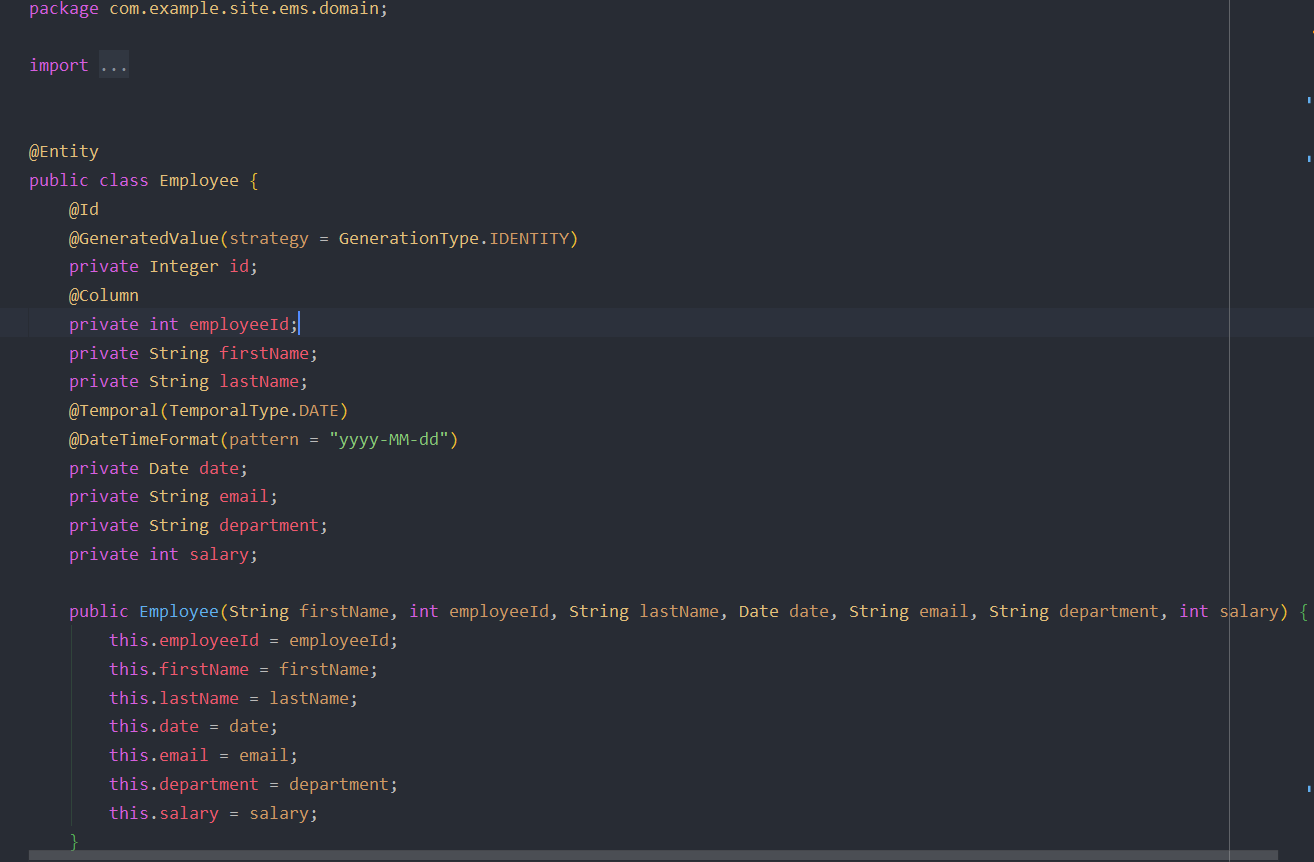 package com.example.site.ems.domain;
import ...
@Entity
public class Employee {
@Id
@GeneratedValue(strategy = GenerationType.IDENTITY)
private Integer id;
@Column
private int employeeId;
private String firstName;
private String lastName;
@Temporal(TemporalType.DATE)
@DateTimeFormat(pattern = "yyyy-MM-dd")
private Date date;
private String email;
private String department;
private int salary;
public Employee(String firstName, int employeeId, String lastName, Date date, String email, String department, int salary) {
this.employeeId = employeeId;
this.firstName = firstName;
this.lastName = lastName;
this.date = date;
this.email = email;
this.department = department;
this.salary = salary;
}